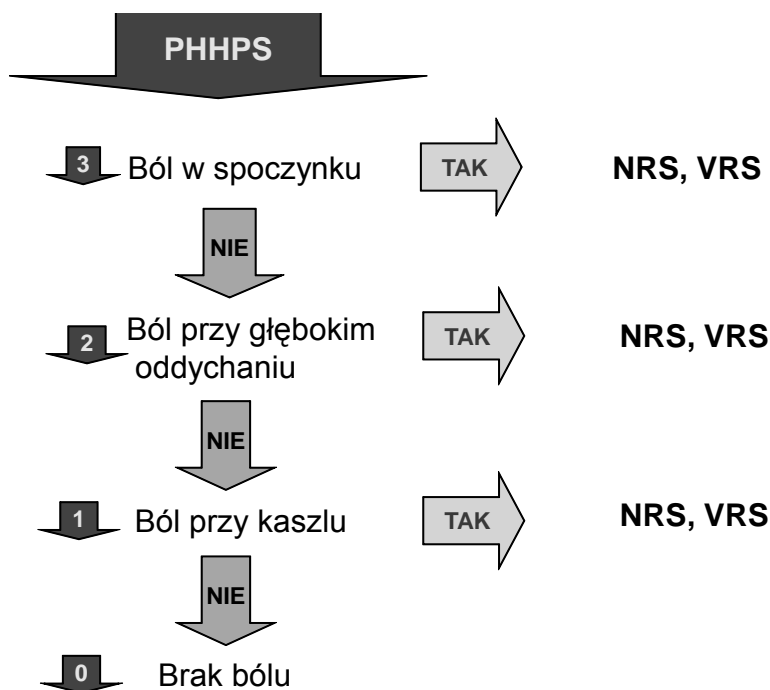 PHHPS
3 Ból w spoczynku TAK NRS, VRS
NIE
2 Ból przy głębokim
oddychaniu TAK NRS, VRS
NIE
1 Ból przy kaszlu TAK NRS, VRS
NIE
0 Brak bólu